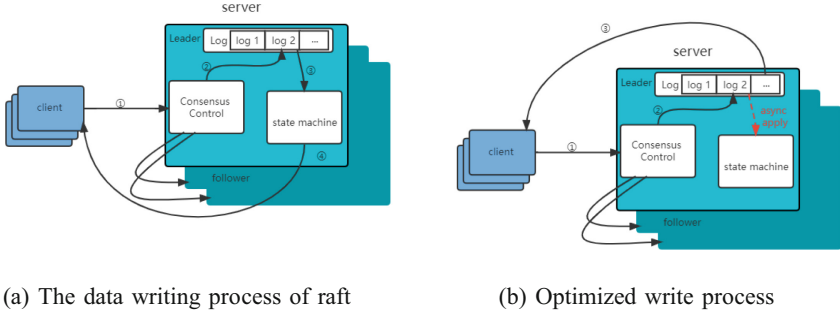 server
Leader Log log 1 log 2 ...
② ③
client ① Consensus
Control
state machine
④
follower
(a) The data writing process of raft
③
server
Leader Log log 1 log 2 ...
② async
apply
client ① Consensus
Control
state machine
follower
(b) Optimized write process